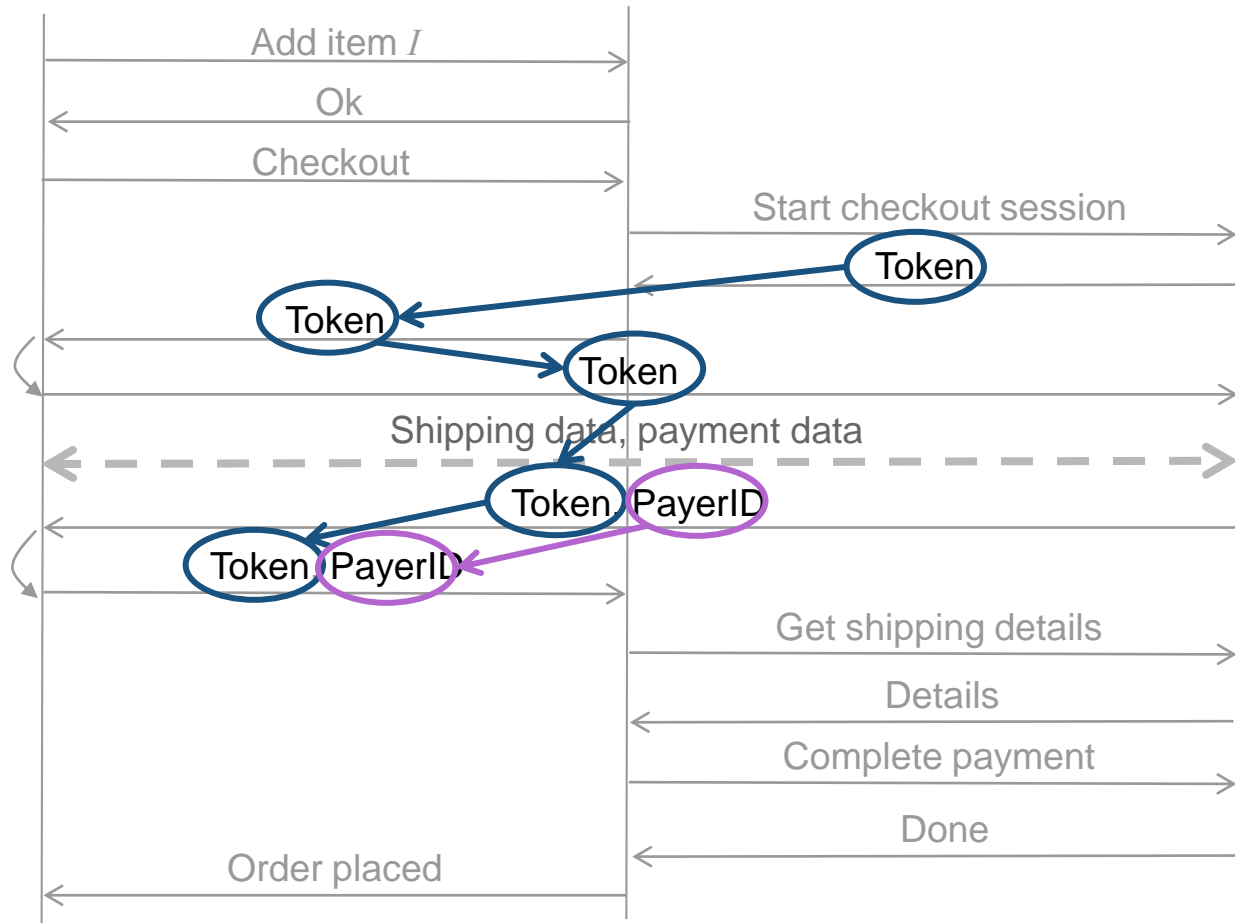 Add item I
Ok
Checkout
Start checkout session
Token
Token
Token
Shipping data, payment data
Token, PayerID
Token, PayerID
Get shipping details
Details
Complete payment
Done
Order placed